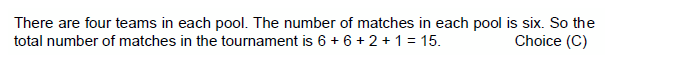 There are four teams in each pool. The number of matches in each pool is six. So the
total number of matches in the tournament is 6 + 6 + 2 + 1 = 15. Choice (C)